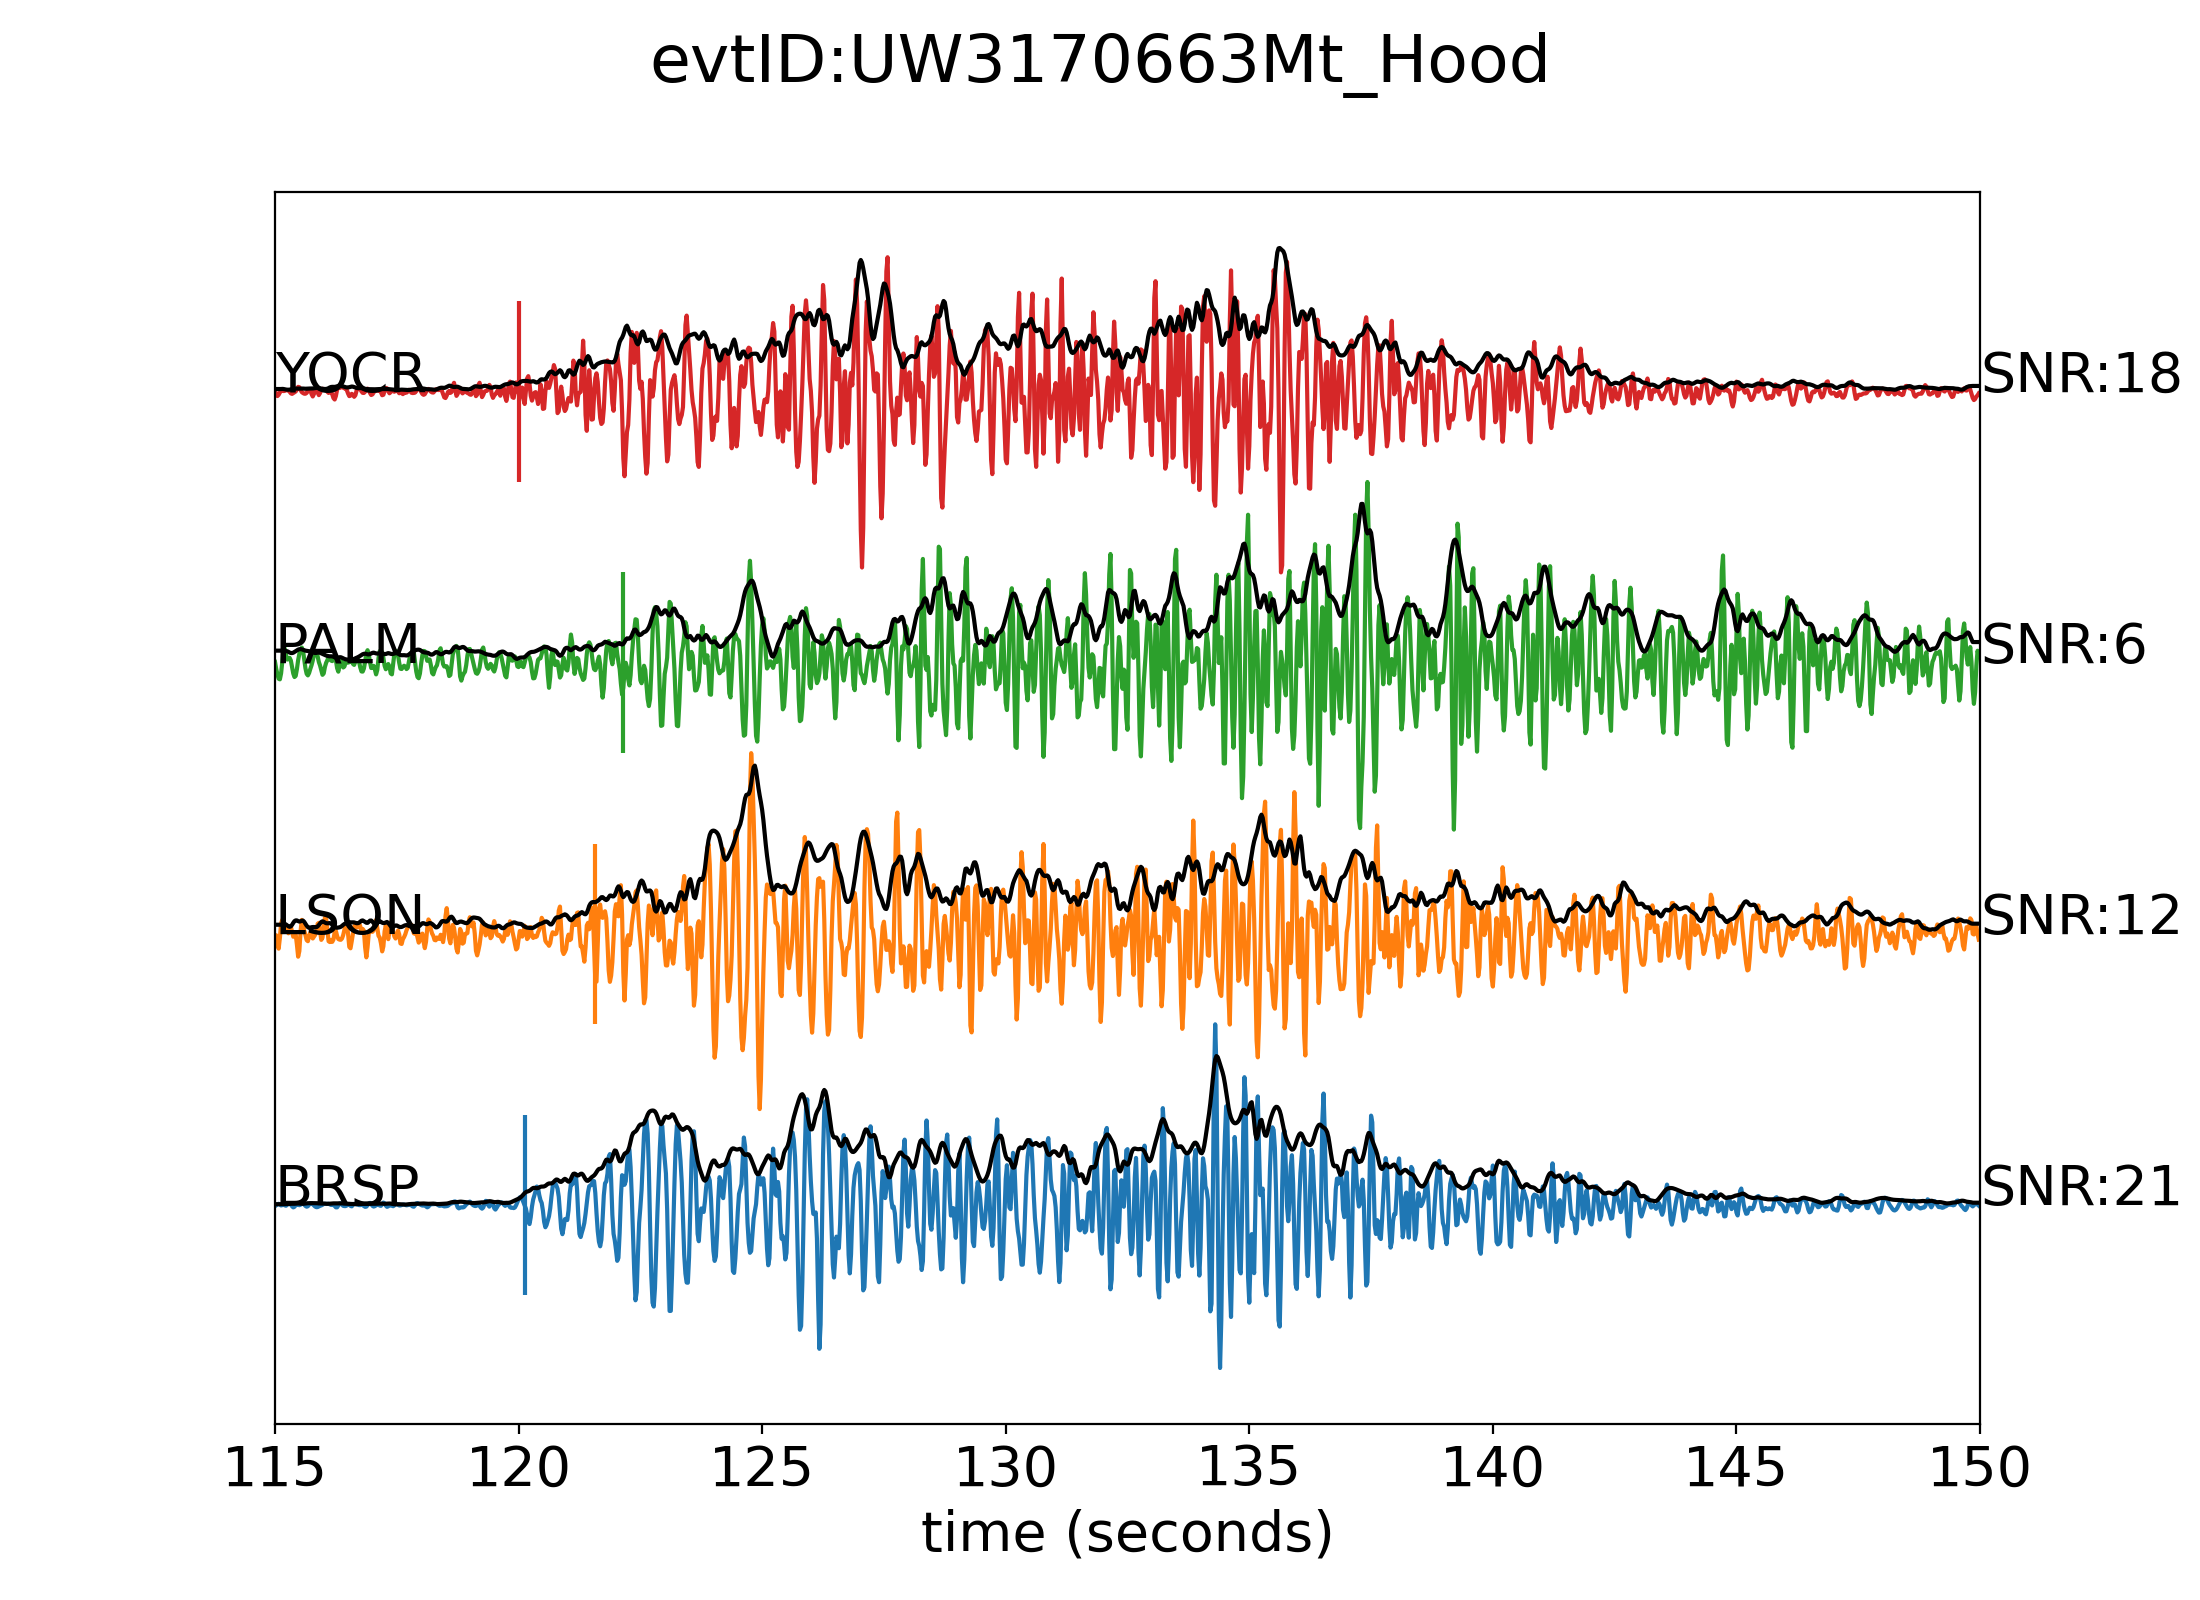 evtID:UW3170663Mt_Hood
YOCR SNR:18
PALM SNR:6
LSON SNR:12
BRSP SNR:21
115 120 125 130 135 140 145 150
time (seconds)